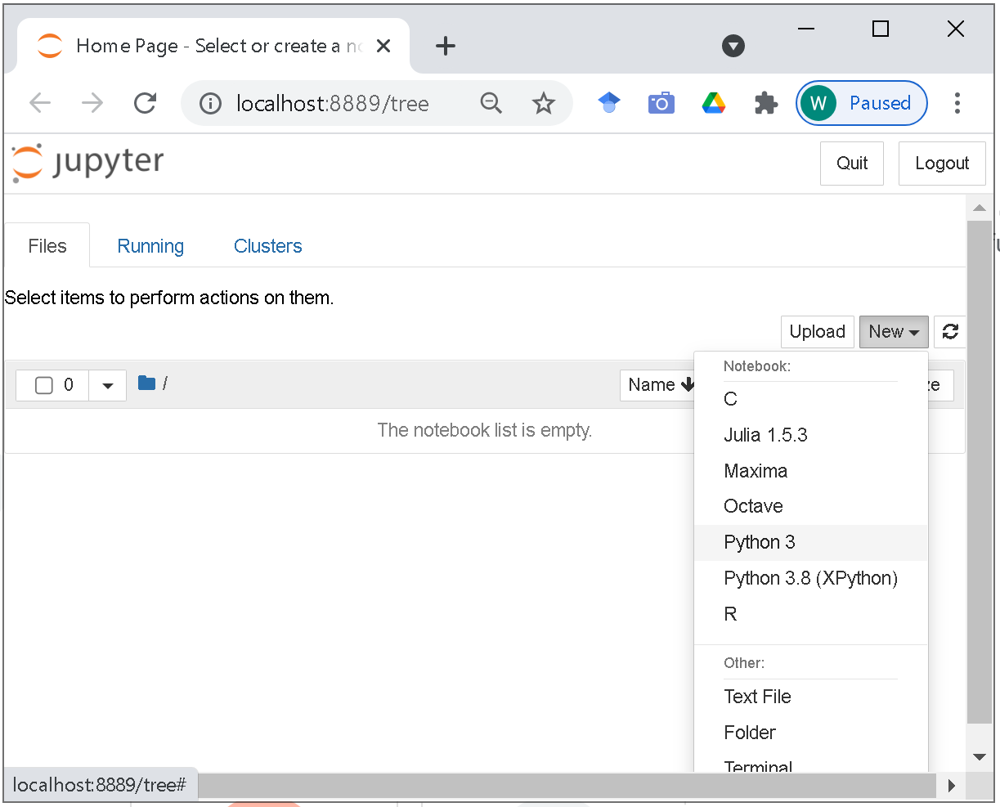 Home Page - Select or create a no
localhost:8889/tree
W Paused
jupyter
Quit Logout
Files Running Clusters
Select items to perform actions on them.
Upload New
0 / Name
The notebook list is empty.
Notebook:
C
Julia 1.5.3
Maxima
Octave
Python 3
Python 3.8 (XPython)
R
Other:
Text File
Folder
Terminal
localhost:8889/tree#